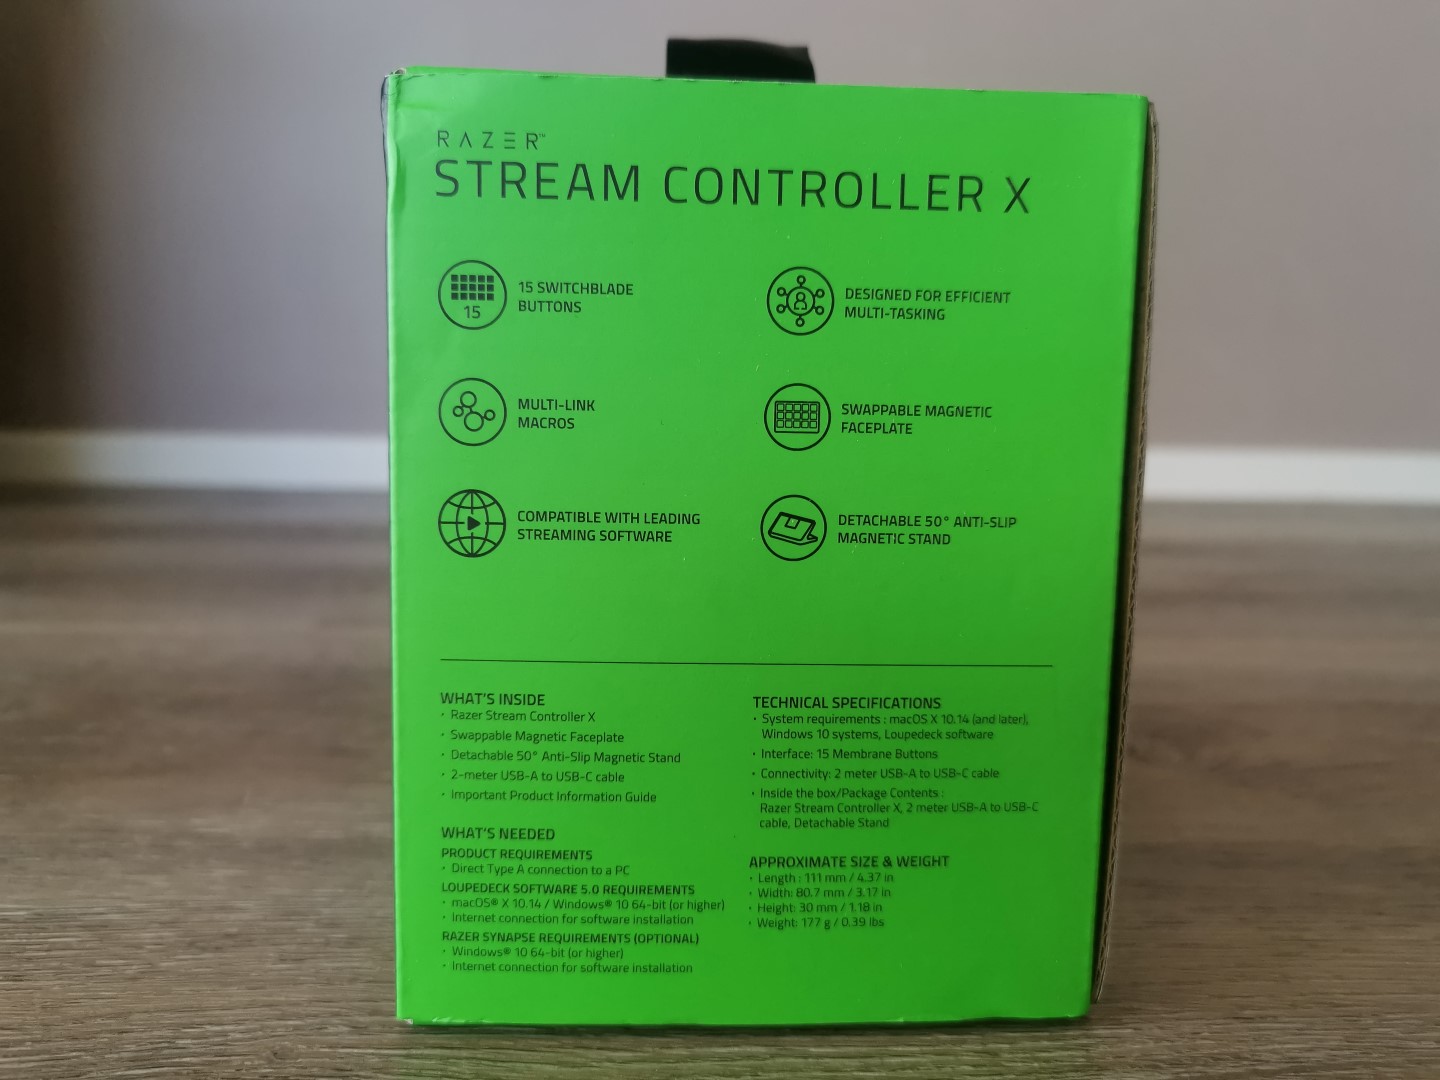 RAZER™
STREAM CONTROLLER X
15 SWITCHBLADE
BUTTONS
15
DESIGNED FOR EFFICIENT
MULTI-TASKING
MULTI-LINK
MACROS
SWAPPABLE MAGNETIC
FACEPLATE
COMPATIBLE WITH LEADING
STREAMING SOFTWARE
DETACHABLE 50° ANTI-SLIP
MAGNETIC STAND
WHAT'S INSIDE
· Razer Stream Controller X
· Swappable Magnetic Faceplate
· Detachable 50° Anti-Slip Magnetic Stand
· 2-meter USB-A to USB-C cable
· Important Product Information Guide
WHAT'S NEEDED
PRODUCT REQUIREMENTS
· Direct Type A connection to a PC
LOUPEDECK SOFTWARE 5.0 REQUIREMENTS
· macOS® X 10.14 / Windows® 10 64-bit (or higher)
· Internet connection for software installation
RAZER SYNAPSE REQUIREMENTS (OPTIONAL)
· Windows® 10 64-bit (or higher)
· Internet connection for software installation
TECHNICAL SPECIFICATIONS
· System requirements : macOS X 10.14 (and later),
Windows 10 systems, Loupedeck software
· Interface: 15 Membrane Buttons
· Connectivity: 2 meter USB-A to USB-C cable
· Inside the box/Package Contents :
Razer Stream Controller X, 2 meter USB-A to USB-C
cable, Detachable Stand
APPROXIMATE SIZE & WEIGHT
· Length : 111 mm / 4.37 in
· Width: 80.7 mm / 3.17 in
· Height: 30 mm / 1.18 in
· Weight: 177 g / 0.39 lbs